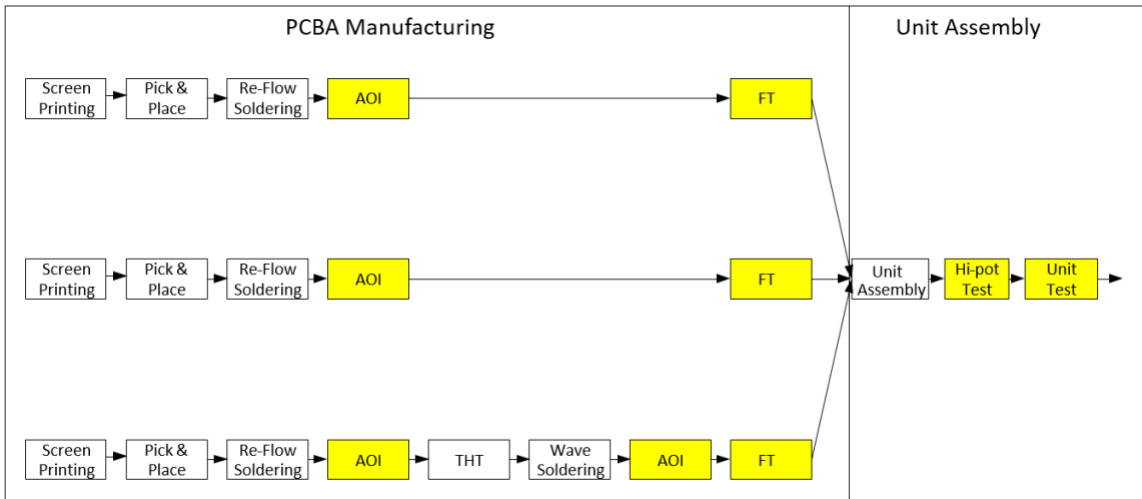 PCBA Manufacturing
Unit Assembly
Screen
Printing
Pick &
Place
Re-Flow
Soldering
AOI
FT
Screen
Printing
Pick &
Place
Re-Flow
Soldering
AOI
FT
Unit
Assembly
Hi-pot
Test
Unit
Test
Screen
Printing
Pick &
Place
Re-Flow
Soldering
AOI
THT
Wave
Soldering
AOI
FT